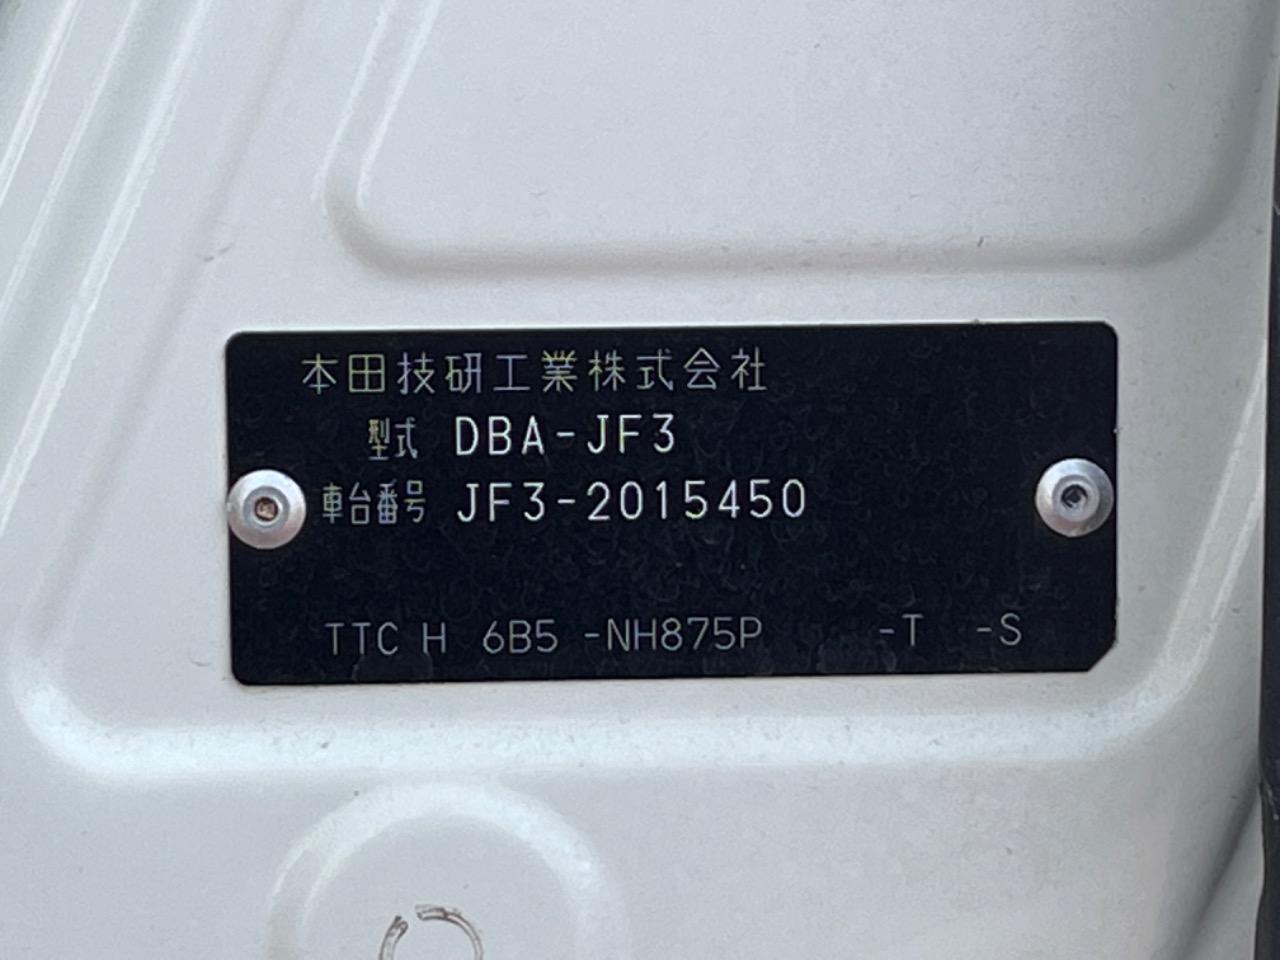 本田技研工業株式会社
型式 DBA-JF3
車台番号 JF3-2015450
TTC H 6B5 -NH875P -T -S